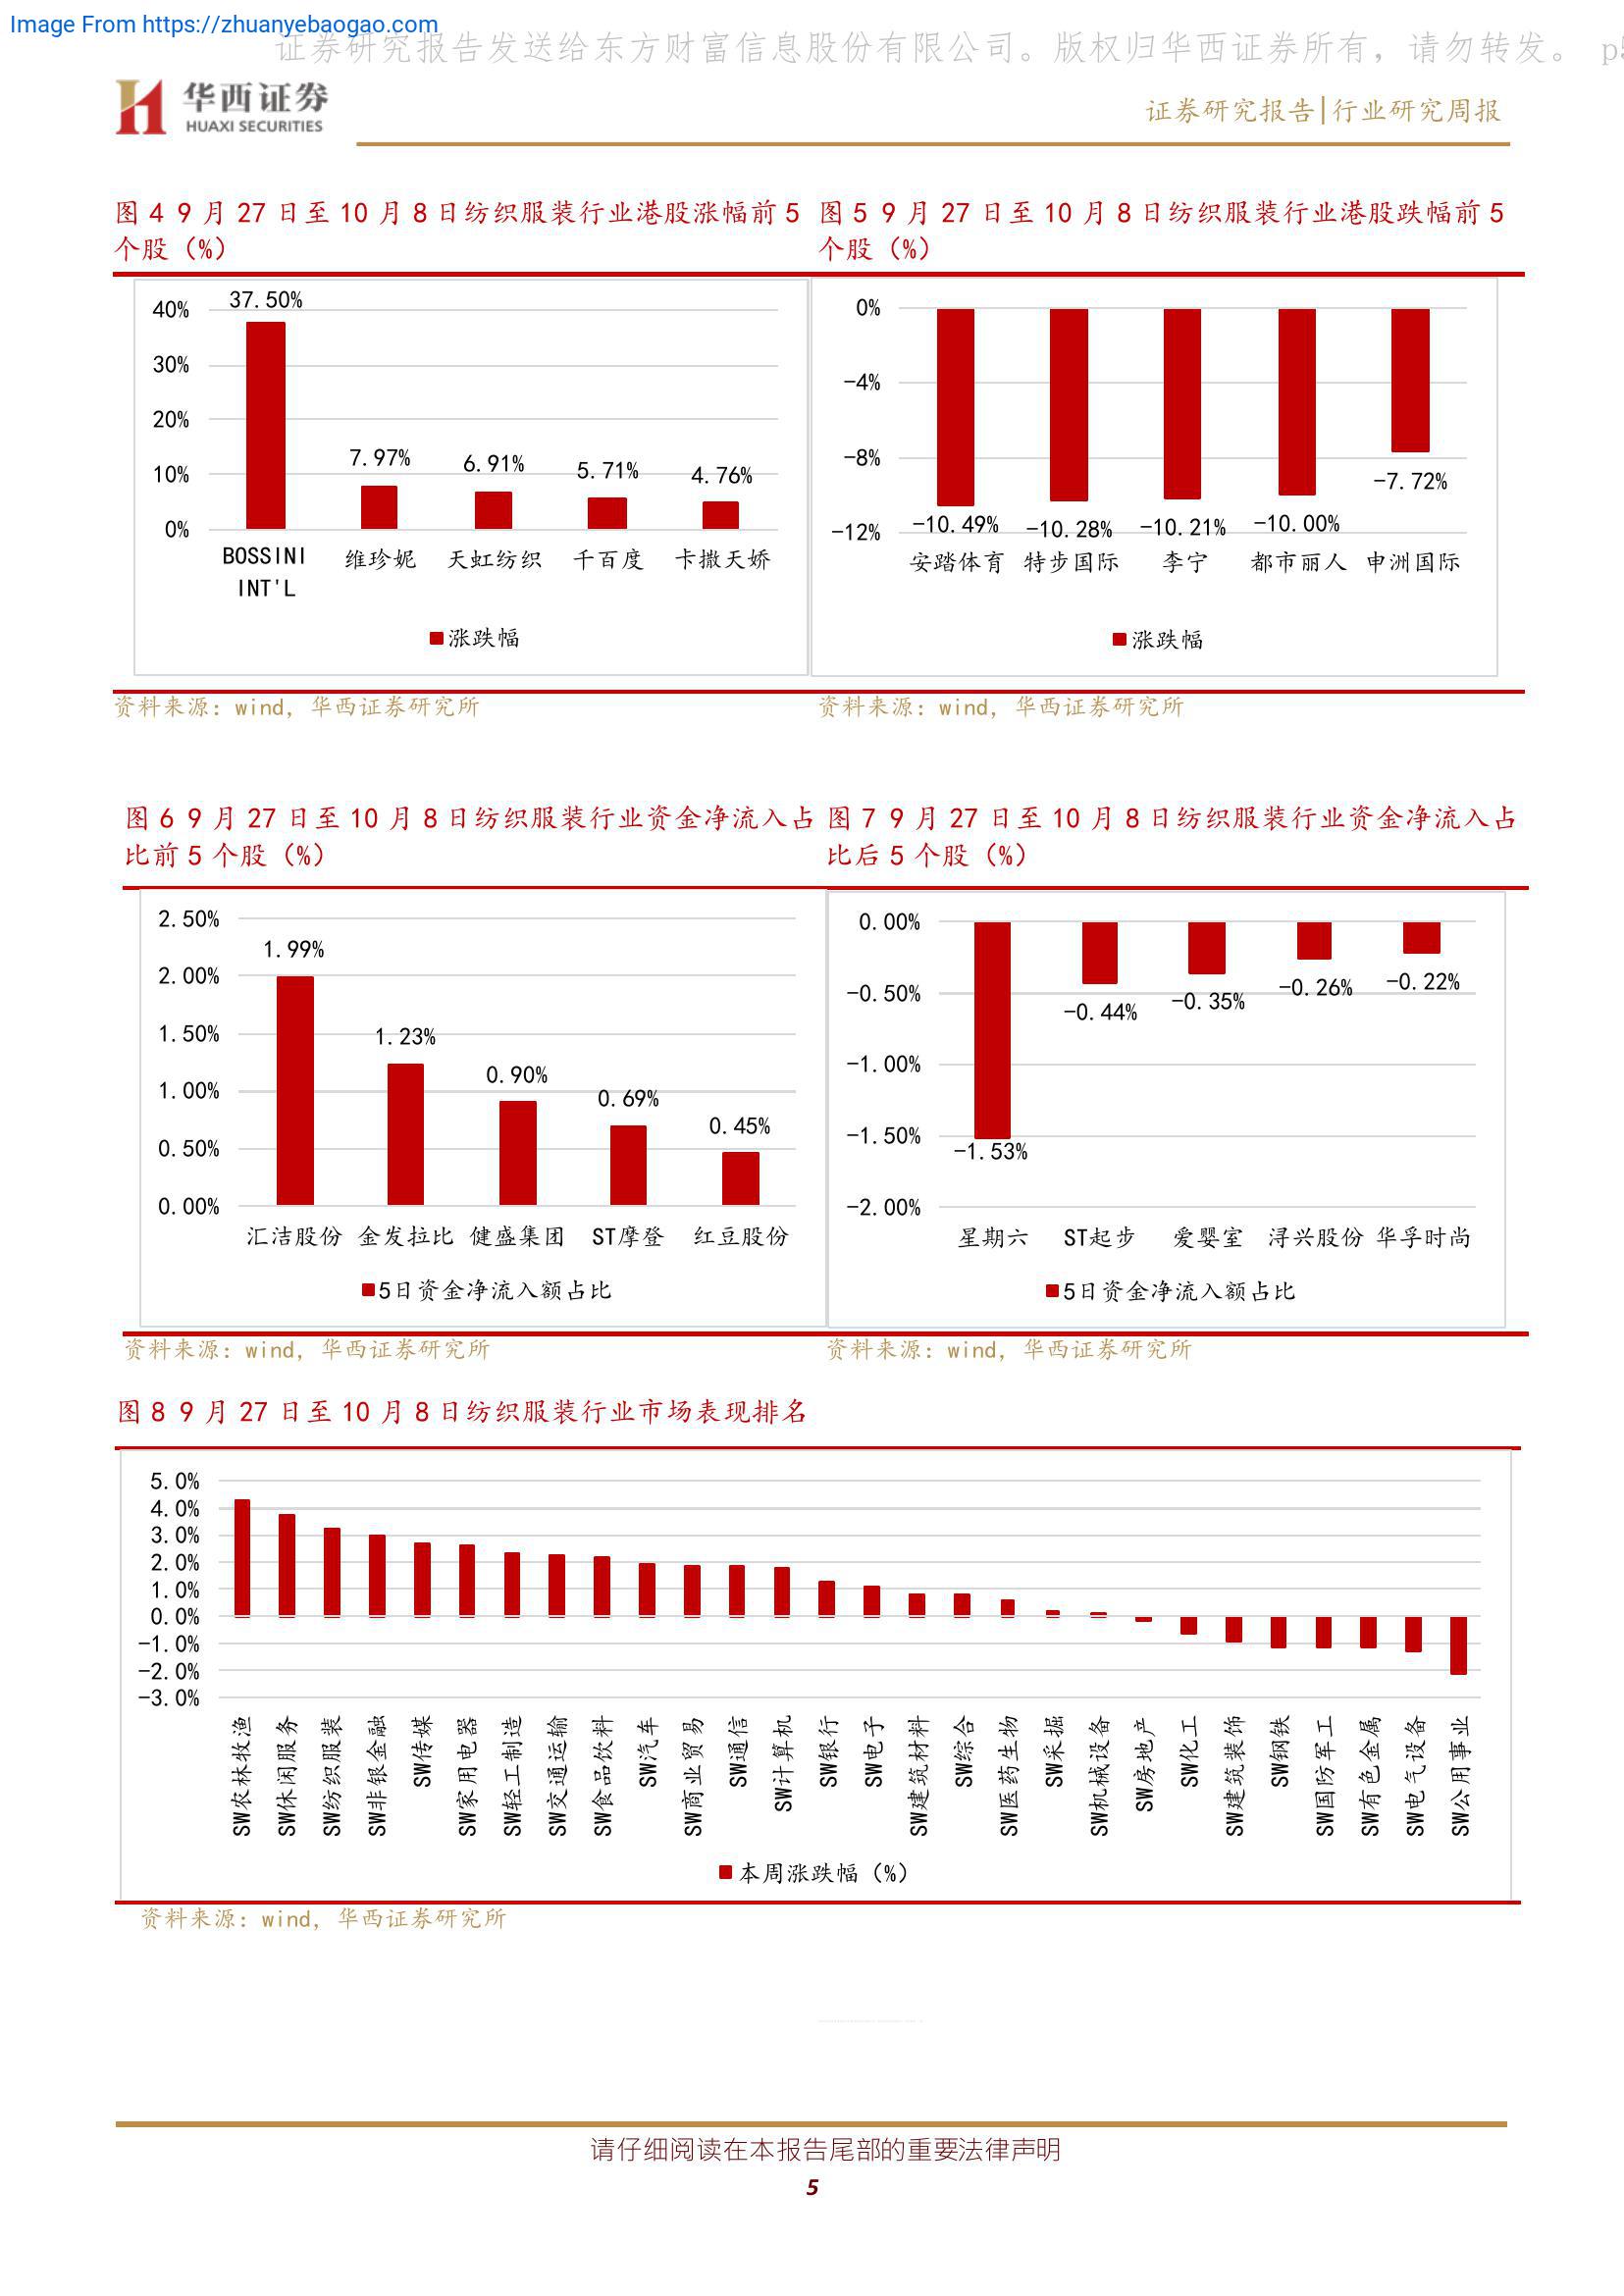 Image From https://zhuanyebaogao.com
证券研究报告发送给东方财富信息股份有限公司。版权归华西证券所有，请勿转发。 p5
华西证券
HUAXI SECURITIES
证券研究报告|行业研究周报
图 4 9 月 27 日至 10 月 8 日纺织服装行业港股涨幅前 5
个股（%）
40%
30%
20%
10%
0%
37.50%
7.97%
6.91%
5.71%
4.76%
BOSSINI
INT'L
维珍妮
天虹纺织
千百度
卡撒天娇
涨跌幅
资料来源：wind，华西证券研究所
图 5 9 月 27 日至 10 月 8 日纺织服装行业港股跌幅前 5
个股（%）
0%
-4%
-8%
-12%
-10.49%
-10.28%
-10.21%
-10.00%
-7.72%
安踏体育
特步国际
李宁
都市丽人
申洲国际
涨跌幅
资料来源：wind，华西证券研究所
图 6 9 月 27 日至 10 月 8 日纺织服装行业资金净流入占
比前 5 个股（%）
2.50%
2.00%
1.50%
1.00%
0.50%
0.00%
1.99%
1.23%
0.90%
0.69%
0.45%
汇洁股份
金发拉比
健盛集团
ST摩登
红豆股份
5日资金净流入额占比
资料来源：wind，华西证券研究所
图 7 9 月 27 日至 10 月 8 日纺织服装行业资金净流入占
比后 5 个股（%）
0.00%
-0.50%
-1.00%
-1.50%
-2.00%
-1.53%
-0.44%
-0.35%
-0.26%
-0.22%
星期六
ST起步
爱婴室
浔兴股份
华孚时尚
5日资金净流入额占比
资料来源：wind，华西证券研究所
图 8 9 月 27 日至 10 月 8 日纺织服装行业市场表现排名
5.0%
4.0%
3.0%
2.0%
1.0%
0.0%
-1.0%
-2.0%
-3.0%
SW农林牧渔
SW休闲服务
SW纺织服装
SW非银金融
SW传媒
SW家用电器
SW轻工制造
SW交通运输
SW食品饮料
SW汽车
SW商业贸易
SW通信
SW计算机
SW银行
SW电子
SW建筑材料
SW综合
SW医药生物
SW采掘
SW机械设备
SW房地产
SW化工
SW建筑装饰
SW钢铁
SW国防军工
SW有色金属
SW电气设备
SW公用事业
本周涨跌幅（%）
资料来源：wind，华西证券研究所
请仔细阅读在本报告尾部的重要法律声明
5